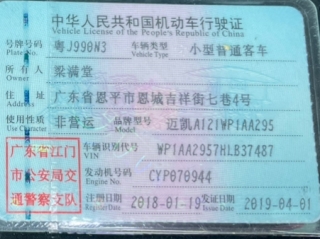 中华人民共和国机动车行驶证
Vehicle License of the People's Republic of China
号牌号码 粤J990N3 车辆类型 小型普通客车
Plate No. Vehicle Type
所有人 梁满堂
Owner
住址 广东省恩平市恩城吉祥街七巷4号
Address
使用性质 非营运 品牌型号 迈凯A121WP1AA295
Use Character Model
广东省江门
市公安局交
通警察支队
车辆识别代号 WP1AA2957HLB37487
VIN
发动机号码 CYP070944
Engine No.
注册日期 2018-01-19 发证日期 2019-04-01
Register Date Issue Date